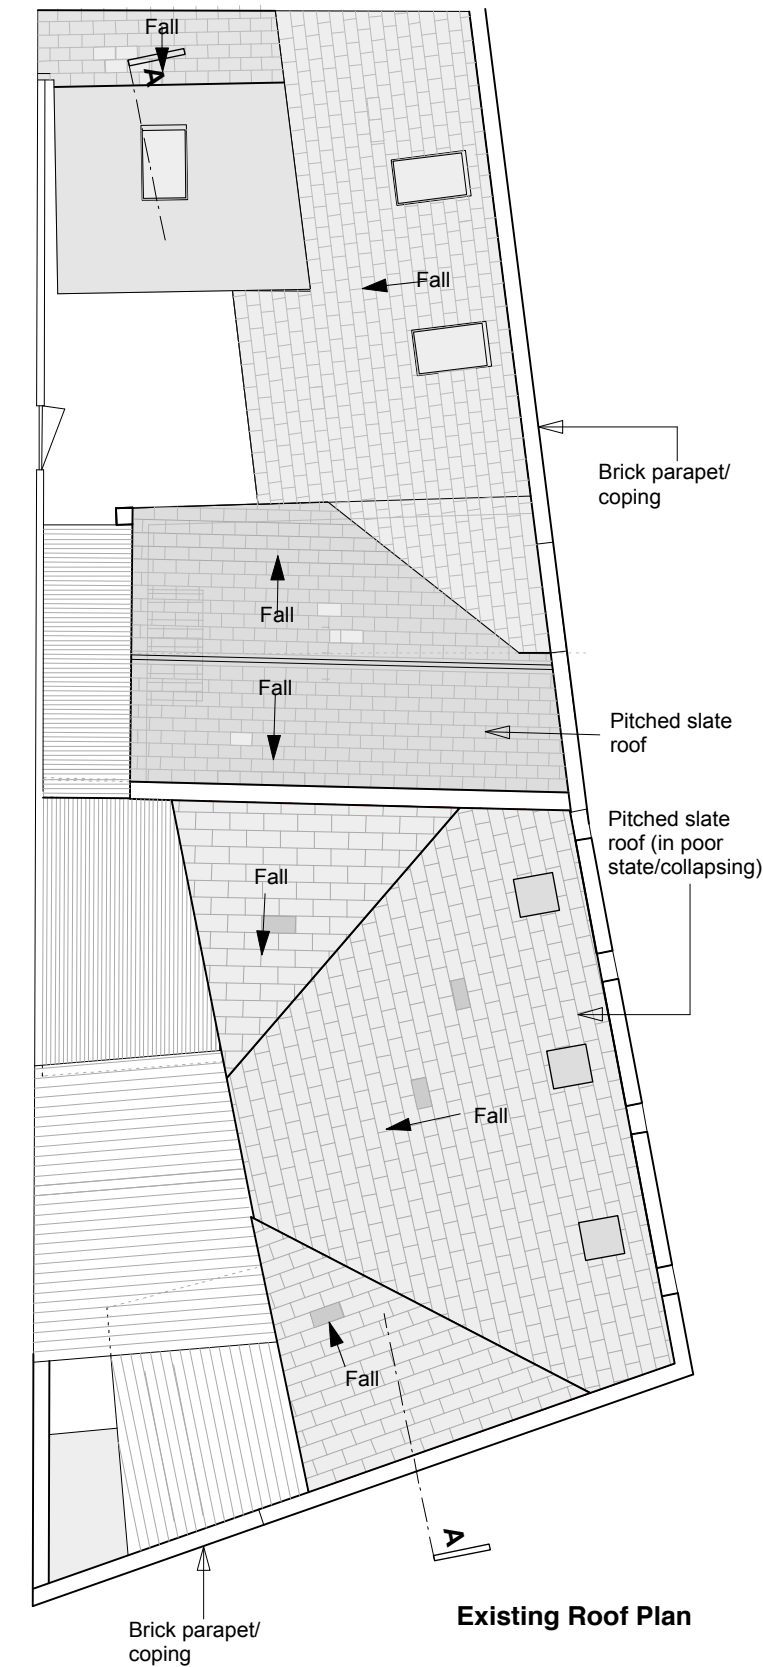 Fall
A
Fall
Brick parapet/
coping
Fall
Fall
Pitched slate
roof
Pitched slate
roof (in poor
state/collapsing)
Fall
Fall
Fall
A
Existing Roof Plan
Brick parapet/
coping